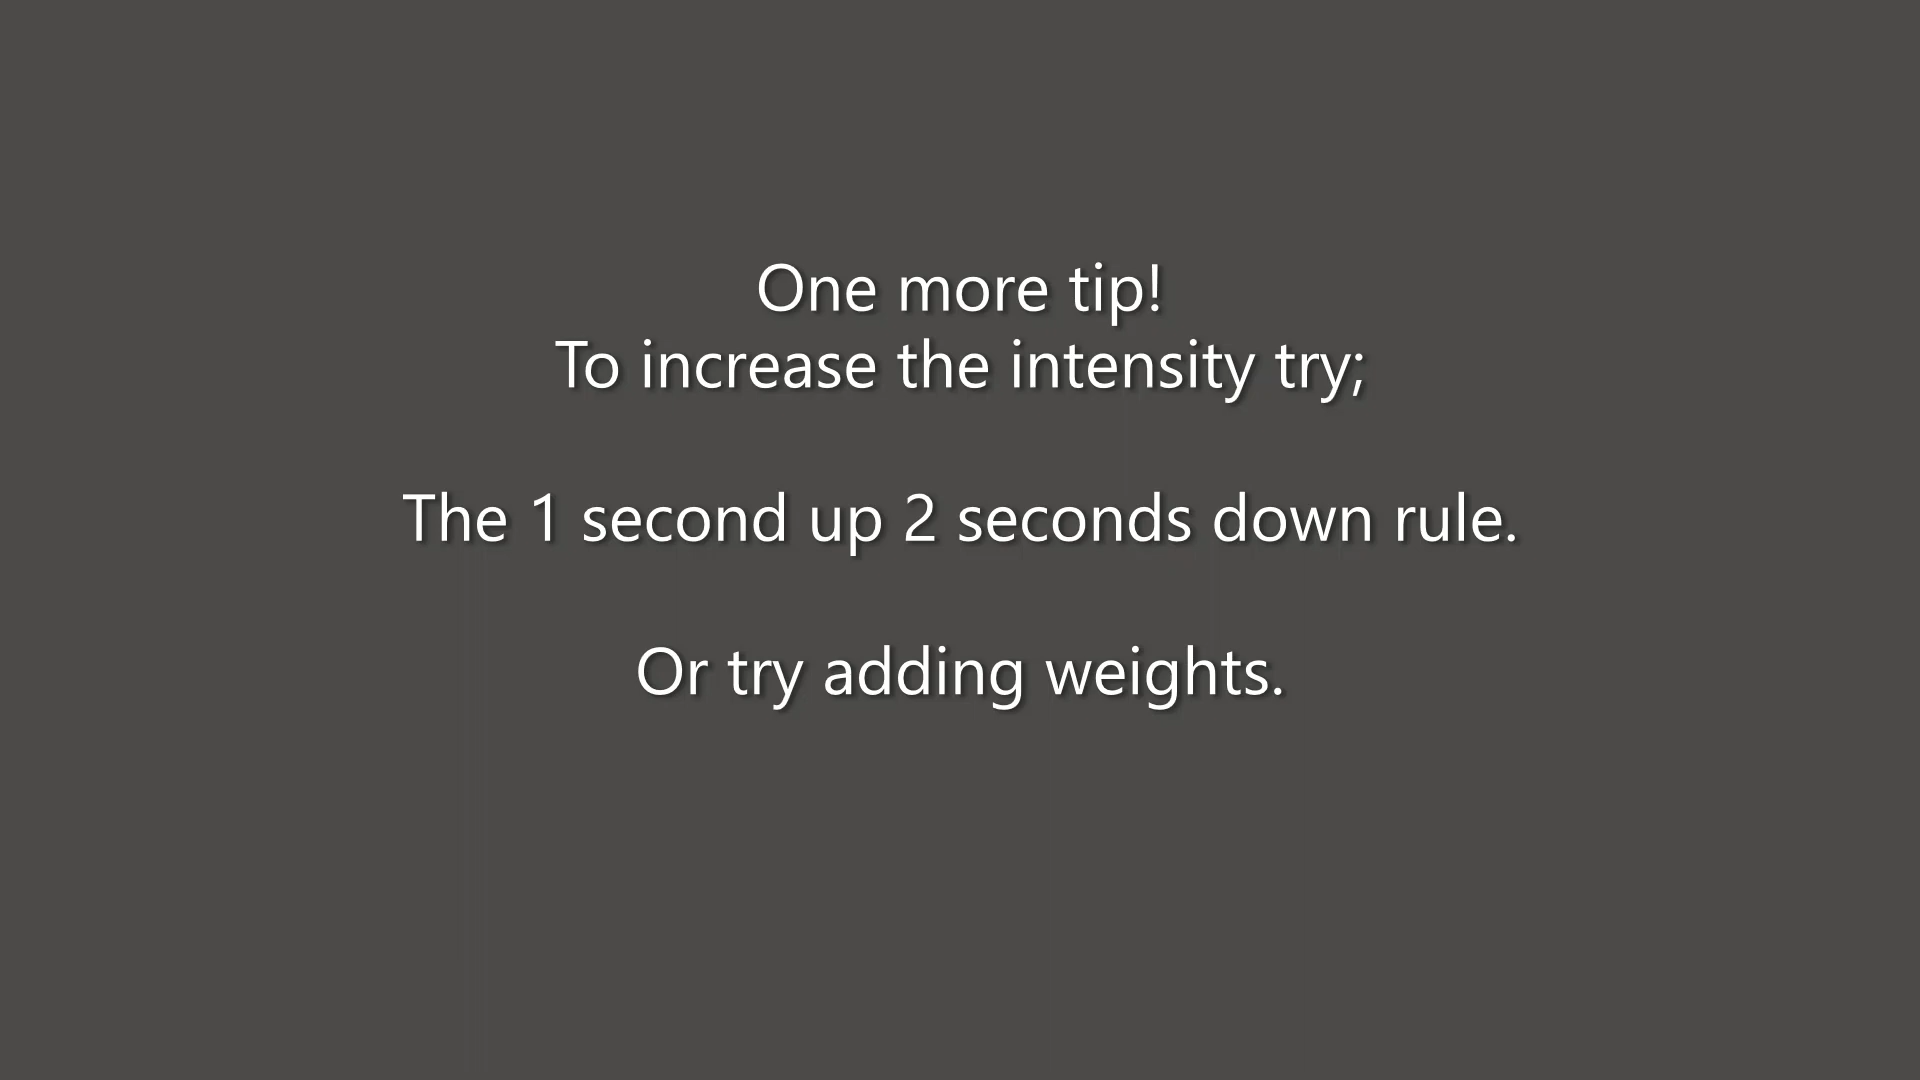 One more tip!
To increase the intensity try;
The 1 second up 2 seconds down rule.
Or try adding weights.